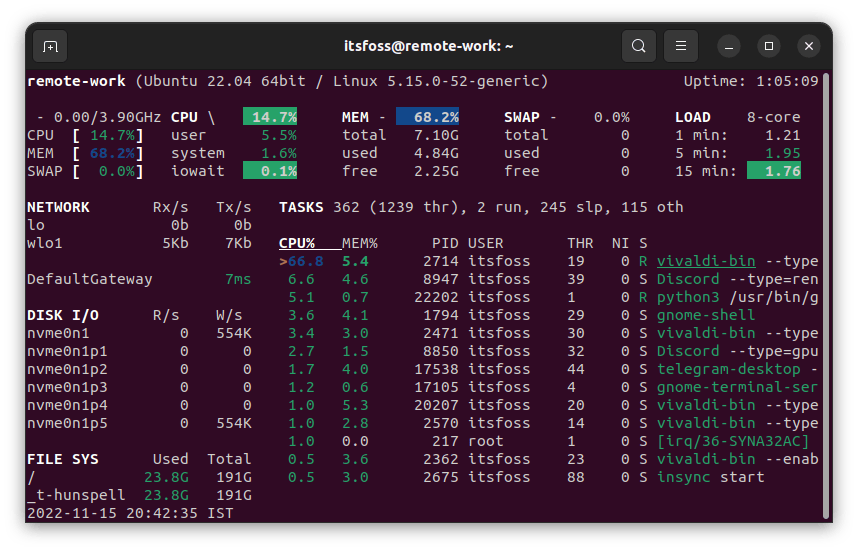 itsfoss@remote-work: ~
remote-work (Ubuntu 22.04 64bit / Linux 5.15.0-52-generic) Uptime: 1:05:09
- 0.00/3.90GHz CPU \ 14.7% MEM - 68.2% SWAP - 0.0% LOAD 8-core
CPU [ 14.7%] user 5.5% total 7.10G total 0 1 min: 1.21
MEM [ 68.2%] system 1.6% used 4.84G used 0 5 min: 1.95
SWAP [ 0.0%] iowait 0.1% free 2.25G free 0 15 min: 1.76
NETWORK Rx/s Tx/s TASKS 362 (1239 thr), 2 run, 245 slp, 115 oth
lo 0b 0b
wlo1 5Kb 7Kb CPU% MEM% PID USER THR NI S
>66.8 5.4 2714 itsfoss 19 0 R vivaldi-bin --type
DefaultGateway 7ms 6.6 4.6 8947 itsfoss 39 0 S Discord --type=ren
5.1 0.7 22202 itsfoss 1 0 R python3 /usr/bin/g
DISK I/O R/s W/s 3.6 4.1 1794 itsfoss 29 0 S gnome-shell
nvme0n1 0 554K 3.4 3.0 2471 itsfoss 30 0 S vivaldi-bin --type
nvme0n1p1 0 0 2.7 1.5 8850 itsfoss 32 0 S Discord --type=gpu
nvme0n1p2 0 0 1.7 4.0 17538 itsfoss 44 0 S telegram-desktop -
nvme0n1p3 0 0 1.2 0.6 17105 itsfoss 4 0 S gnome-terminal-ser
nvme0n1p4 0 0 1.0 5.3 20207 itsfoss 20 0 S vivaldi-bin --type
nvme0n1p5 0 554K 1.0 2.8 2570 itsfoss 14 0 S vivaldi-bin --type
1.0 0.0 217 root 1 0 S [irq/36-SYNA32AC]
FILE SYS Used Total 0.5 3.6 2362 itsfoss 23 0 S vivaldi-bin --enab
/ 23.8G 191G 0.5 3.0 2675 itsfoss 88 0 S insync start
_t-hunspell 23.8G 191G
2022-11-15 20:42:35 IST